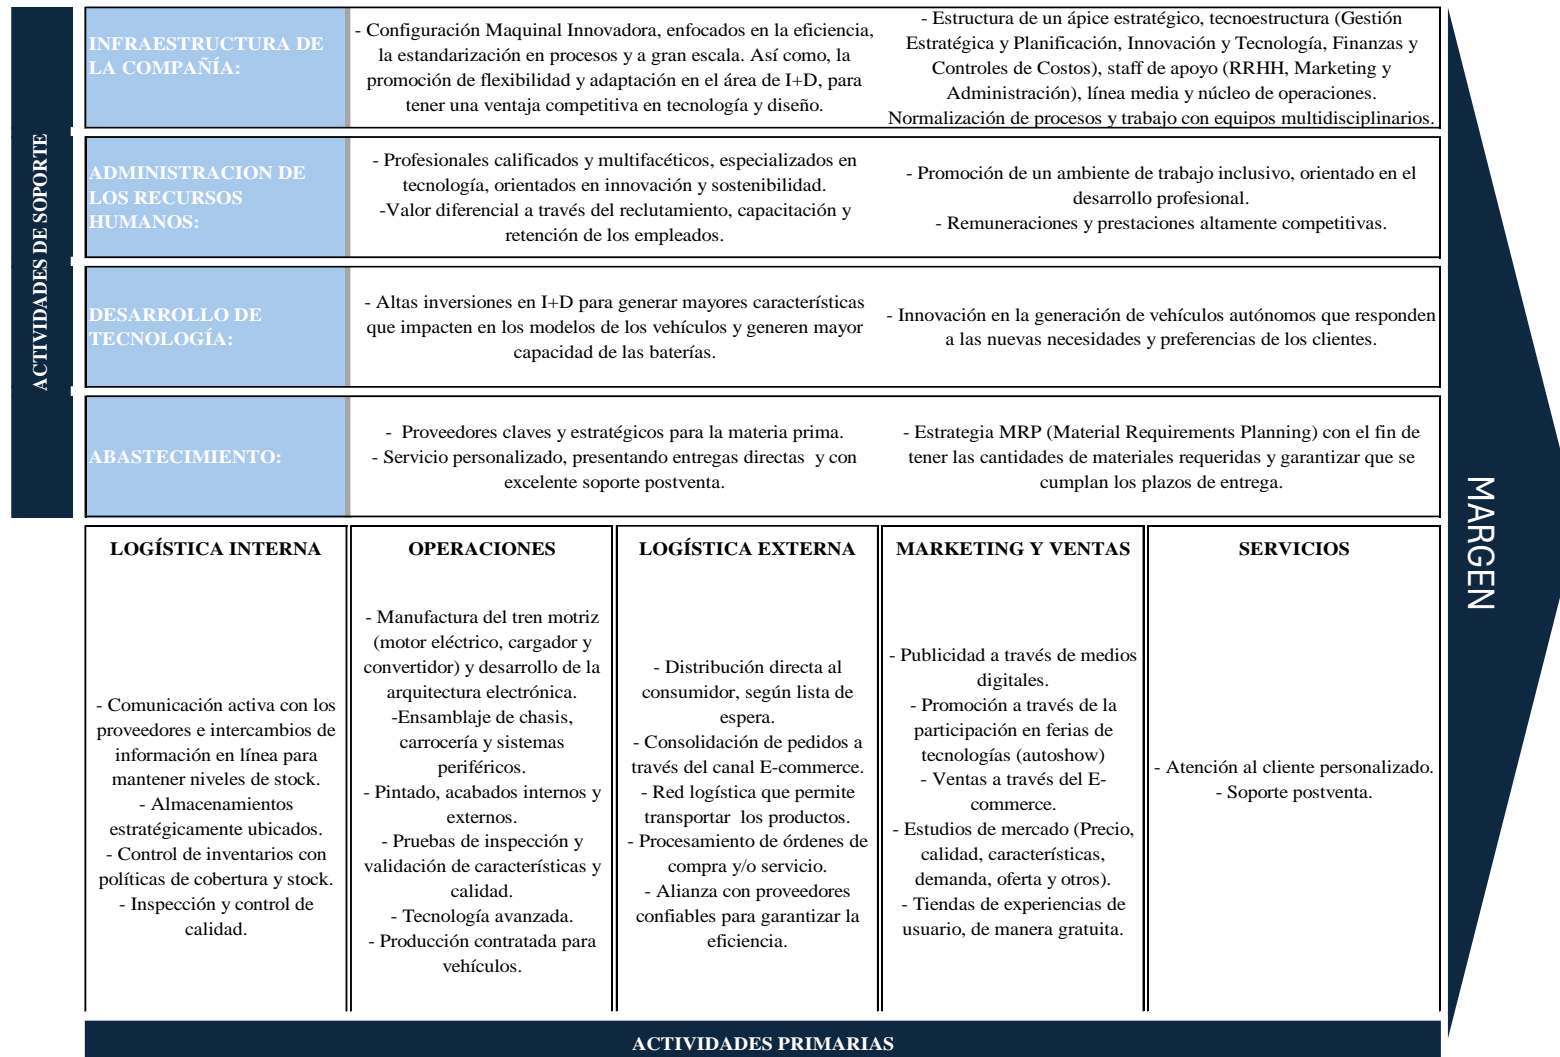 ACTIVIDADES DE SOPORTE
INFRAESTRUCTURA DE
LA COMPAÑÍA:
- Configuración Maquinal Innovadora, enfocados en la eficiencia,
la estandarización en procesos y a gran escala. Así como, la
promoción de flexibilidad y adaptación en el área de I+D, para
tener una ventaja competitiva en tecnología y diseño.
- Estructura de un ápice estratégico, tecnoestructura (Gestión
Estratégica y Planificación, Innovación y Tecnología, Finanzas y
Controles de Costos), staff de apoyo (RRHH, Marketing y
Administración), línea media y núcleo de operaciones.
Normalización de procesos y trabajo con equipos multidisciplinarios.
ADMINISTRACION DE
LOS RECURSOS
HUMANOS:
- Profesionales calificados y multifacéticos, especializados en
tecnología, orientados en innovación y sostenibilidad.
-Valor diferencial a través del reclutamiento, capacitación y
retención de los empleados.
- Promoción de un ambiente de trabajo inclusivo, orientado en el
desarrollo profesional.
- Remuneraciones y prestaciones altamente competitivas.
DESARROLLO DE
TECNOLOGÍA:
- Altas inversiones en I+D para generar mayores características
que impacten en los modelos de los vehículos y generen mayor
capacidad de las baterías.
- Innovación en la generación de vehículos autónomos que responden
a las nuevas necesidades y preferencias de los clientes.
ABASTECIMIENTO:
- Proveedores claves y estratégicos para la materia prima.
- Servicio personalizado, presentando entregas directas y con
excelente soporte postventa.
- Estrategia MRP (Material Requirements Planning) con el fin de
tener las cantidades de materiales requeridas y garantizar que se
cumplan los plazos de entrega.
MARGEN
LOGÍSTICA INTERNA
- Comunicación activa con los
proveedores e intercambios de
información en línea para
mantener niveles de stock.
- Almacenamientos
estratégicamente ubicados.
- Control de inventarios con
políticas de cobertura y stock.
- Inspección y control de
calidad.
OPERACIONES
- Manufactura del tren motriz
(motor eléctrico, cargador y
convertidor) y desarrollo de la
arquitectura electrónica.
-Ensamblaje de chasis,
carrocería y sistemas
periféricos.
- Pintado, acabados internos y
externos.
- Pruebas de inspección y
validación de características y
calidad.
- Tecnología avanzada.
- Producción contratada para
vehículos.
LOGÍSTICA EXTERNA
- Distribución directa al
consumidor, según lista de
espera.
- Consolidación de pedidos a
través del canal E-commerce.
- Red logística que permite
transportar los productos.
- Procesamiento de órdenes de
compra y/o servicio.
- Alianza con proveedores
confiables para garantizar la
eficiencia.
MARKETING Y VENTAS
- Publicidad a través de medios
digitales.
- Promoción a través de la
participación en ferias de
tecnologías (autoshow)
- Ventas a través del E-
commerce.
- Estudios de mercado (Precio,
calidad, características,
demanda, oferta y otros).
- Tiendas de experiencias de
usuario, de manera gratuita.
SERVICIOS
- Atención al cliente personalizado.
- Soporte postventa.
ACTIVIDADES PRIMARIAS